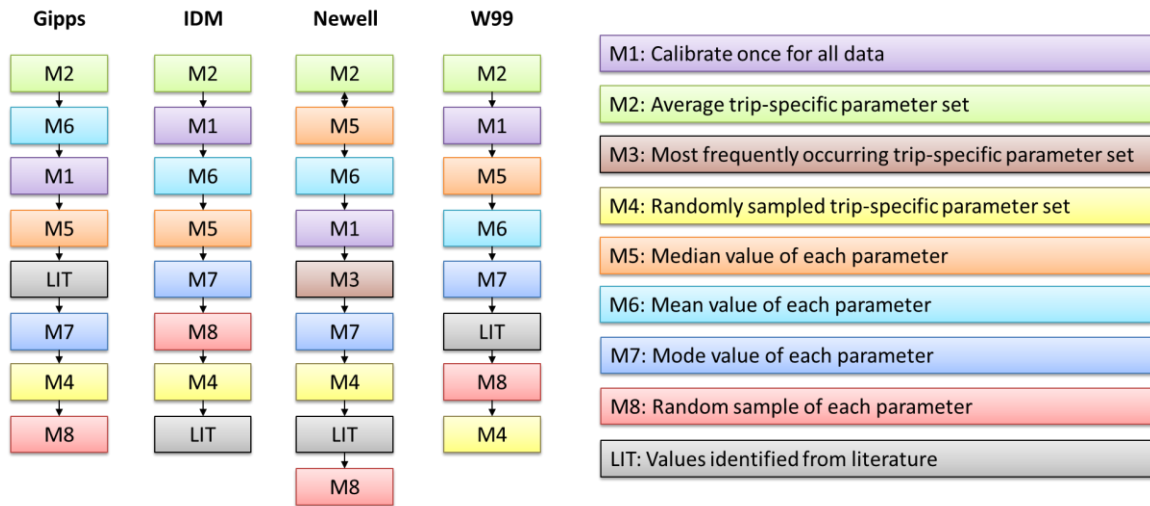 Gipps IDM Newell W99
M2 M2 M2 M2
M6 M1 M5 M1
M1 M6 M6 M5
M5 M5 M1 M6
LIT M7 M3 M7
M7 M8 M7 LIT
M4 M4 M4 M8
M8 LIT LIT M4
M8
M1: Calibrate once for all data
M2: Average trip-specific parameter set
M3: Most frequently occurring trip-specific parameter set
M4: Randomly sampled trip-specific parameter set
M5: Median value of each parameter
M6: Mean value of each parameter
M7: Mode value of each parameter
M8: Random sample of each parameter
LIT: Values identified from literature